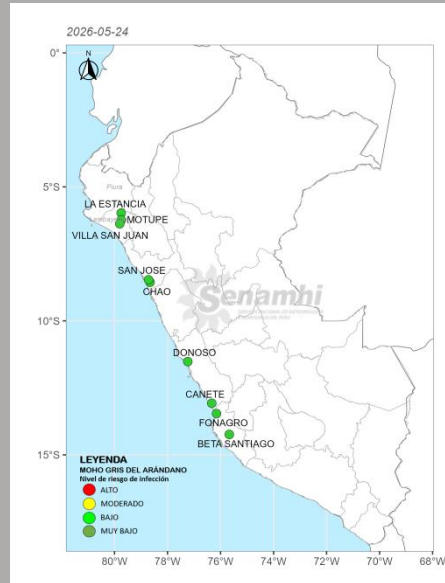 2026-05-24
N
0°
5°S
10°S
15°S
Piura
LA ESTANCIA
MOTUPE
VILLA SAN JUAN
SAN JOSE
CHAO
Senamhi
DONOSO
CANETE
FONAGRO
BETA SANTIAGO
LEYENDA
MOHO GRIS DEL ARÁNDANO
Nivel de riesgo de infección
ALTO
MODERADO
BAJO
MUY BAJO
80°W 78°W 76°W 74°W 72°W 70°W 68°W